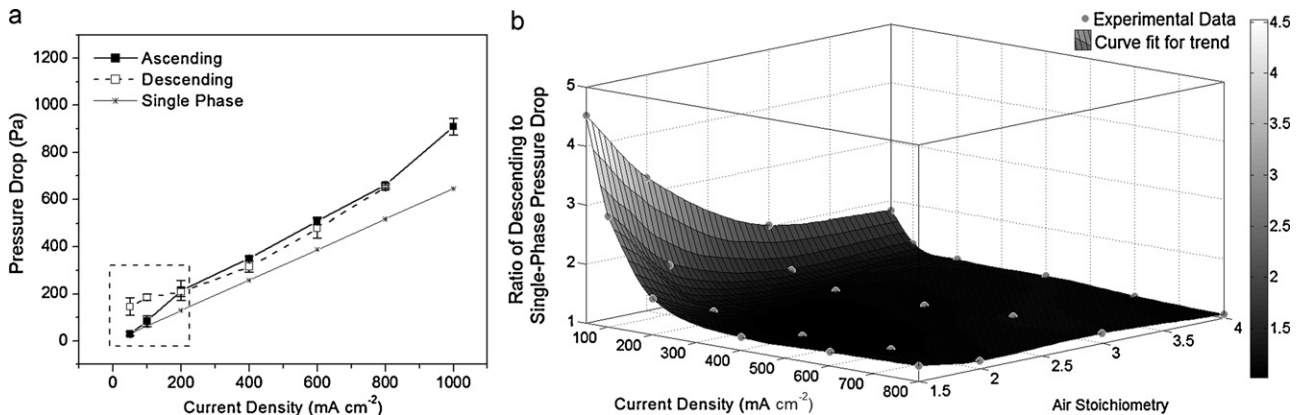 a
1200
1000
800
600
400
200
0
Pressure Drop (Pa)
Ascending
Descending
Single Phase
0 200 400 600 800 1000
Current Density (mA cm⁻²)
b
Experimental Data
Curve fit for trend
Ratio of Descending to
Single-Phase Pressure Drop
5
4
3
2
1
100 200 300 400 500 600 700 800
Current Density (mA cm⁻²)
1.5 2 2.5 3 3.5 4
Air Stoichiometry
4.5
4
3.5
3
2.5
2
1.5